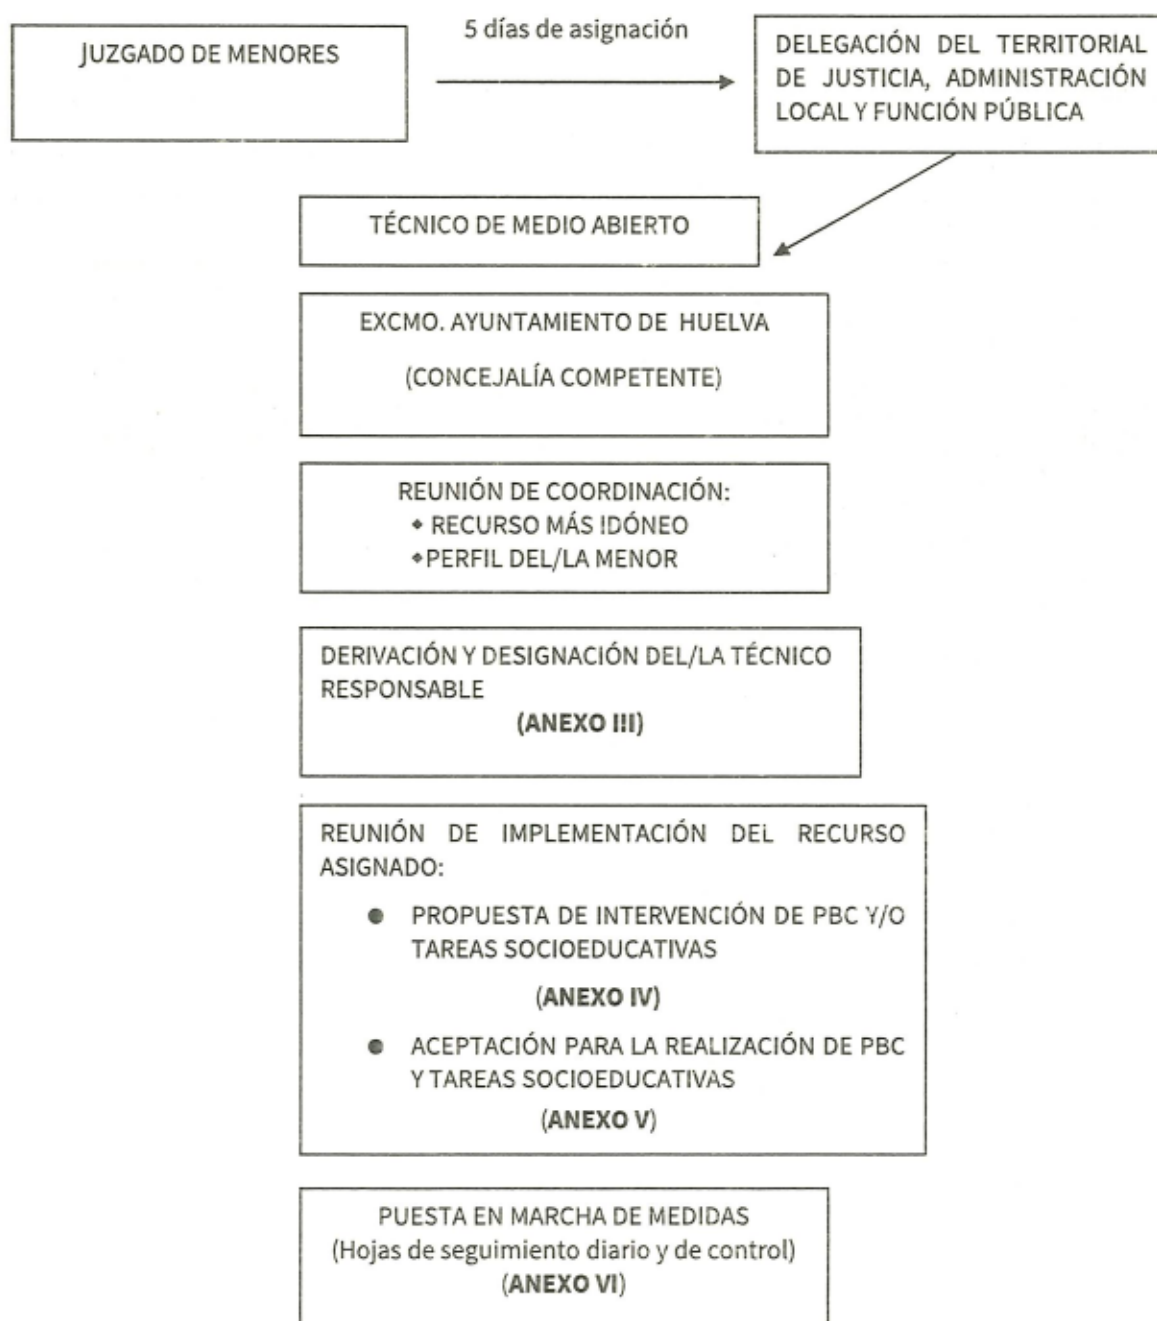 JUZGADO DE MENORES
5 días de asignación
DELEGACIÓN DEL TERRITORIAL
DE JUSTICIA, ADMINISTRACIÓN
LOCAL Y FUNCIÓN PÚBLICA
TÉCNICO DE MEDIO ABIERTO
EXCMO. AYUNTAMIENTO DE HUELVA
(CONCEJALÍA COMPETENTE)
REUNIÓN DE COORDINACIÓN:
◆ RECURSO MÁS IDÓNEO
◆PERFIL DEL/LA MENOR
DERIVACIÓN Y DESIGNACIÓN DEL/LA TÉCNICO
RESPONSABLE
(ANEXO III)
REUNIÓN DE IMPLEMENTACIÓN DEL RECURSO
ASIGNADO:
● PROPUESTA DE INTERVENCIÓN DE PBC Y/O
TAREAS SOCIOEDUCATIVAS
(ANEXO IV)
● ACEPTACIÓN PARA LA REALIZACIÓN DE PBC
Y TAREAS SOCIOEDUCATIVAS
(ANEXO V)
PUESTA EN MARCHA DE MEDIDAS
(Hojas de seguimiento diario y de control)
(ANEXO VI)